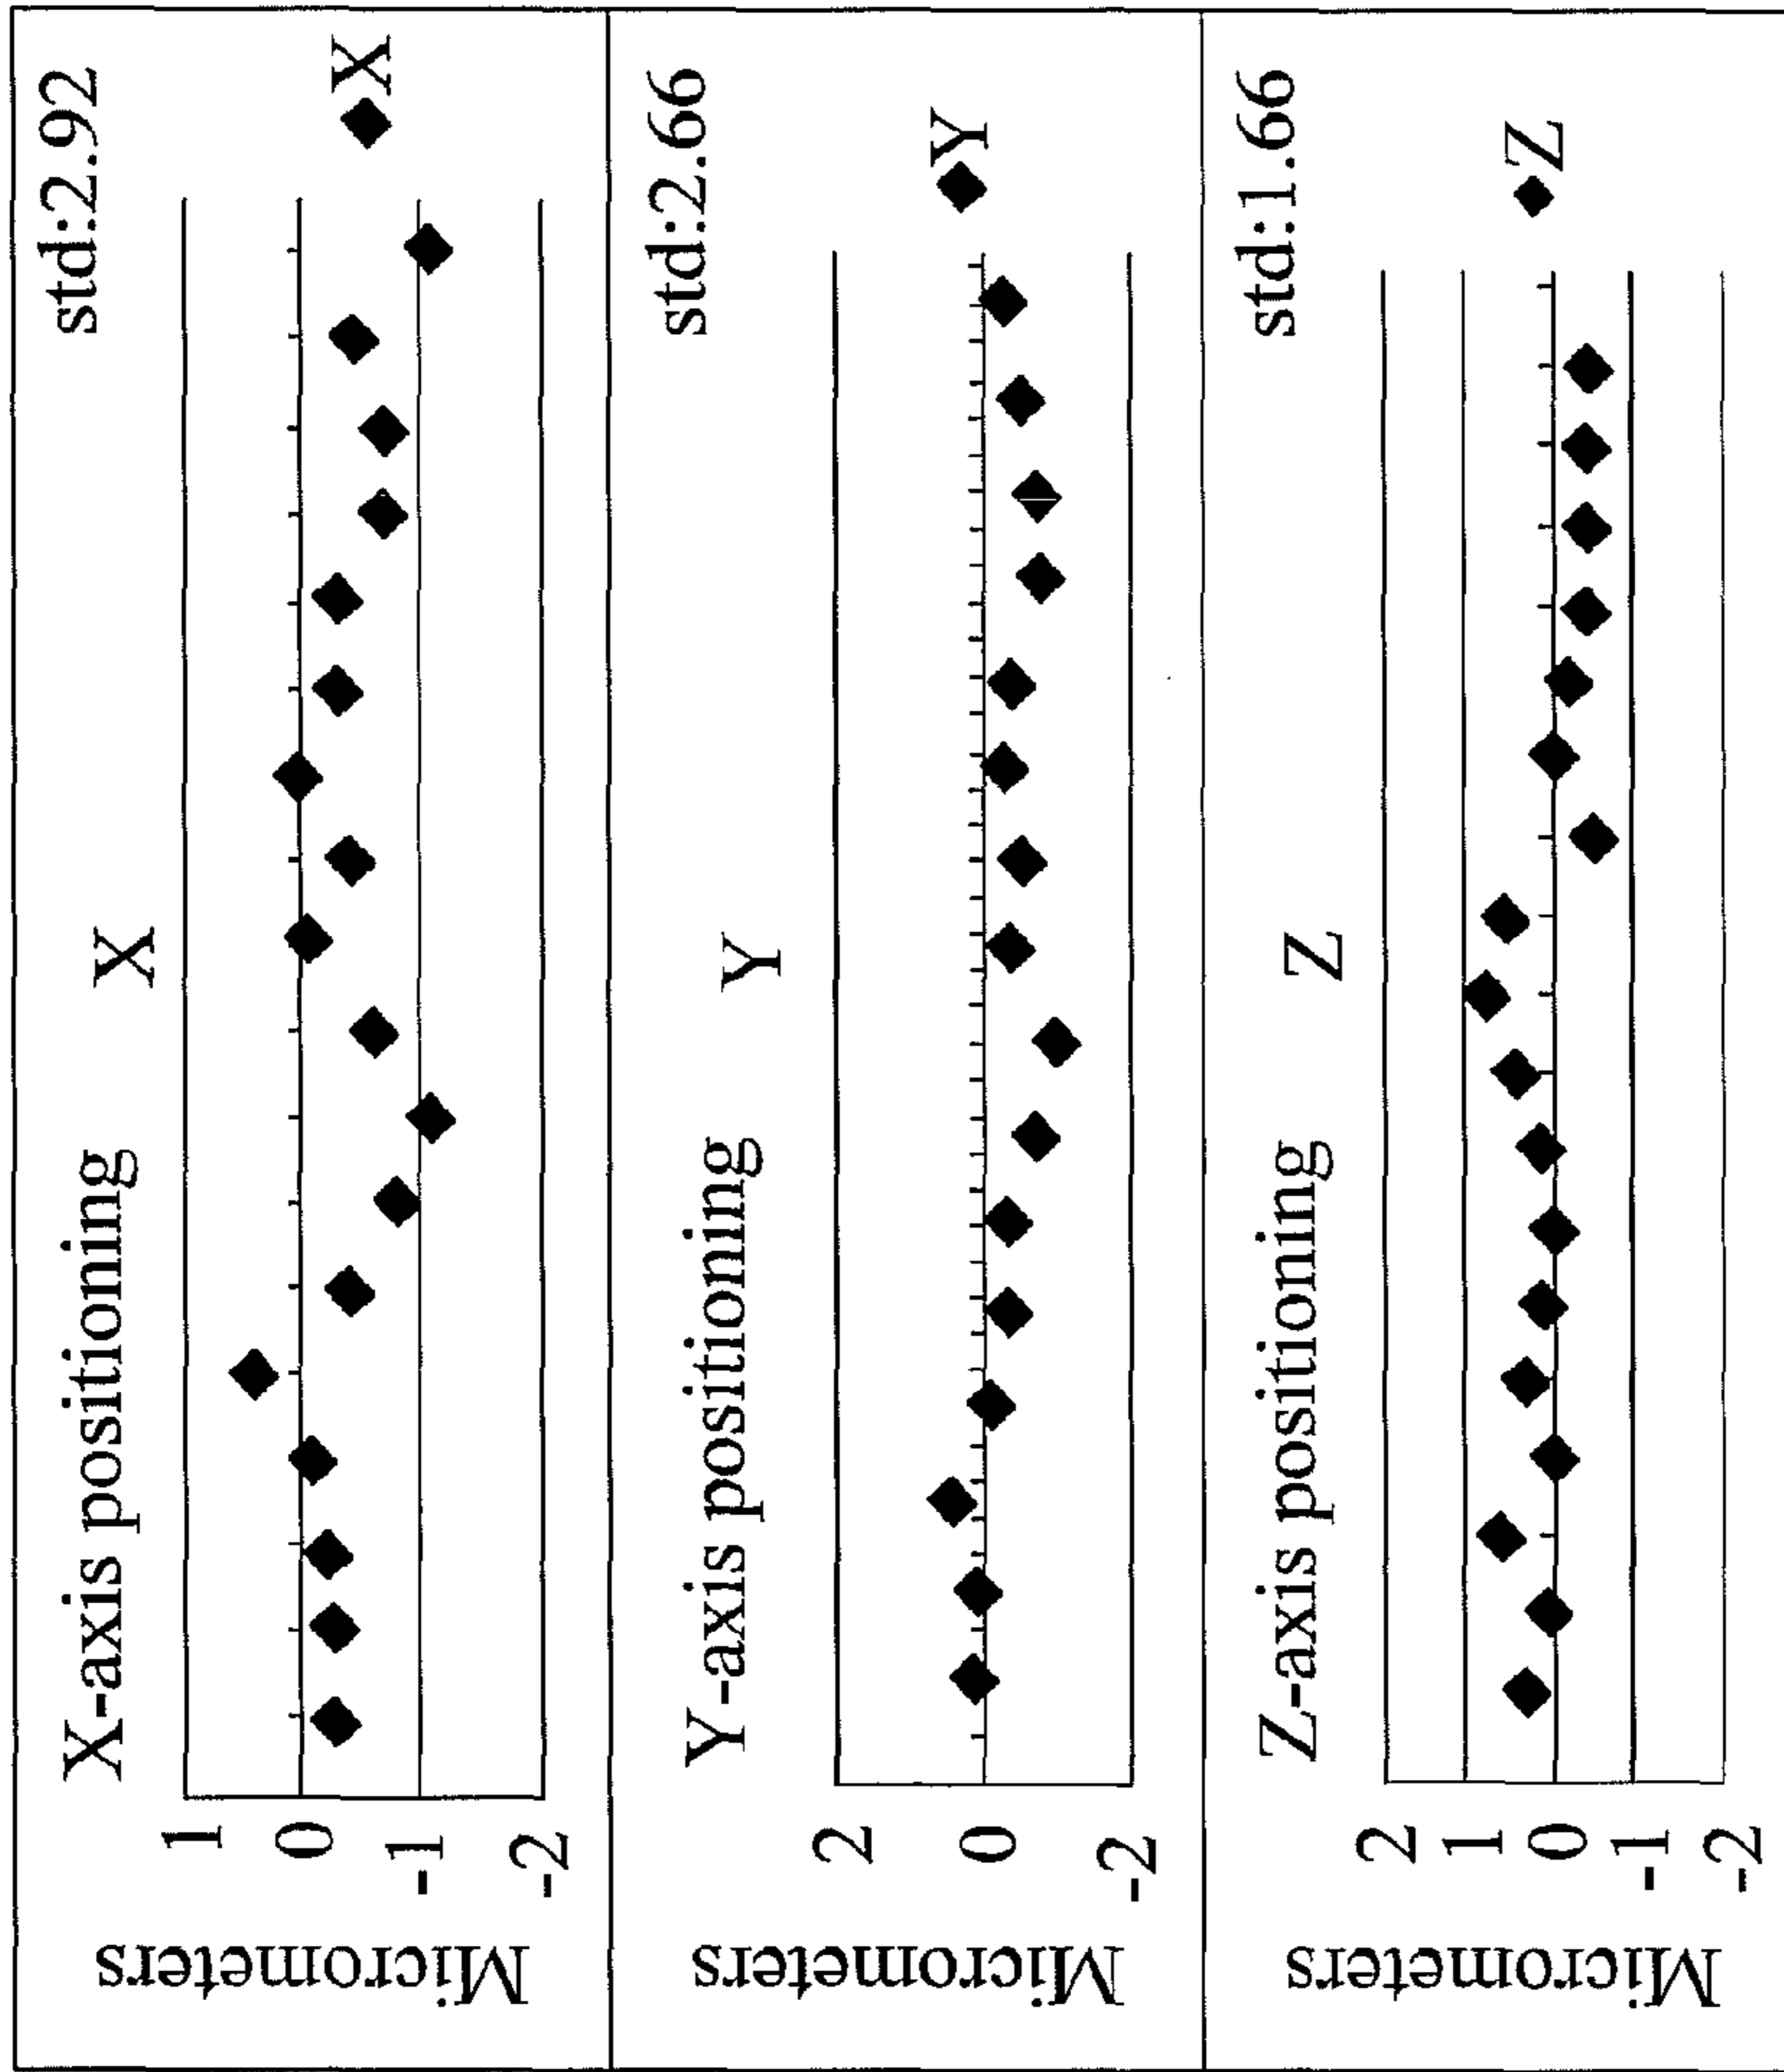 X-axis positioning
X
std:2.92
Micrometers
1
0
-1
-2
X
Y-axis positioning
Y
std:2.66
Micrometers
2
0
-2
Y
Z-axis positioning
Z
std:1.66
Micrometers
2
1
0
-1
-2
Z